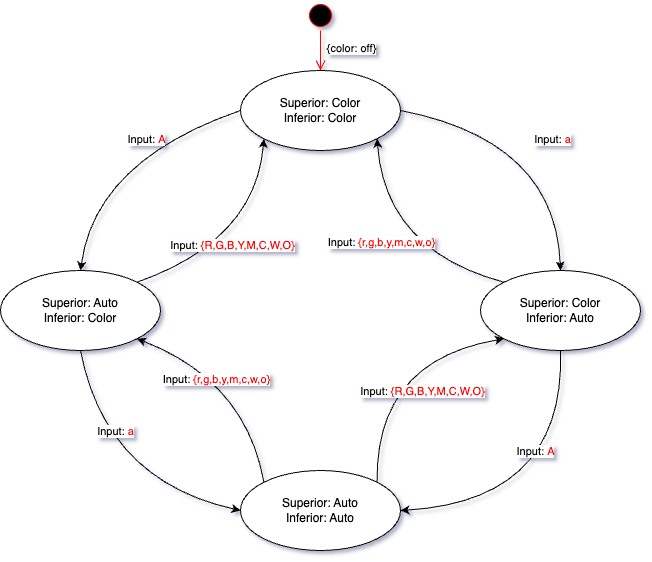 {color: off}
Superior: Color
Inferior: Color
Input: A
Input: a
Input: {R,G,B,Y,M,C,W,O}
Input: {r,g,b,y,m,c,w,o}
Superior: Auto
Inferior: Color
Superior: Color
Inferior: Auto
Input: {r,g,b,y,m,c,w,o}
Input: {R,G,B,Y,M,C,W,O}
Input: a
Input: A
Superior: Auto
Inferior: Auto